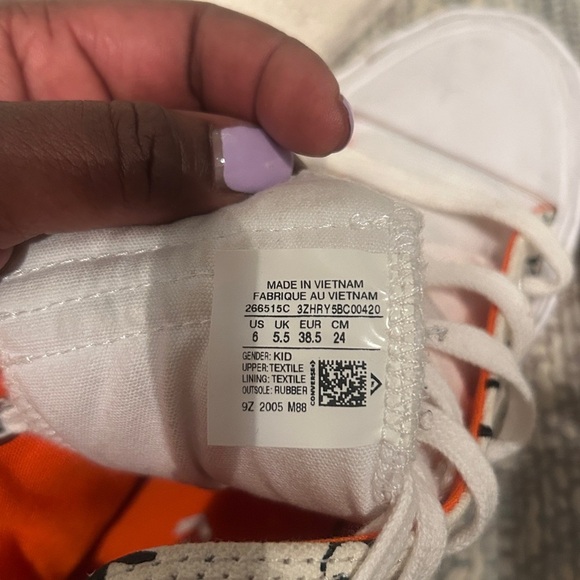 MADE IN VIETNAM
FABRIQUE AU VIETNAM
266515C 3ZHRY5BC00420
US UK EUR CM
6 5.5 38.5 24
GENDER: KID
UPPER:TEXTILE
LINING: TEXTILE
OUTSOLE: RUBBER
CONVERSE
9Z 2005 M88